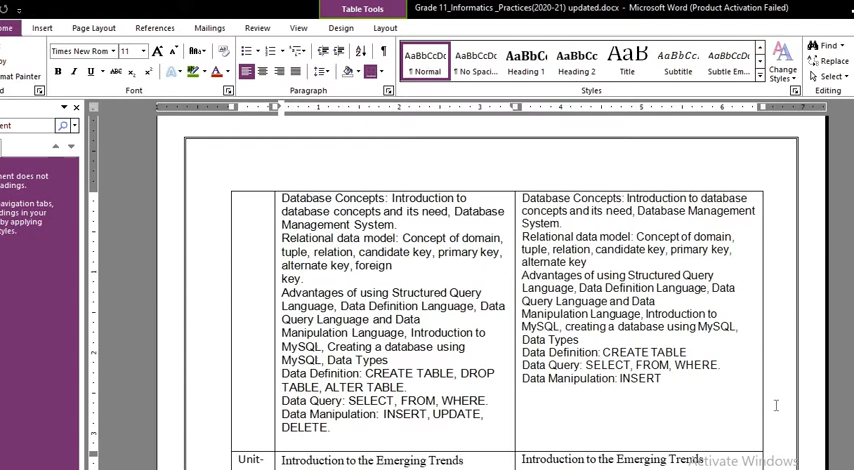 Table Tools
Grade 11_Informatics _Practices(2020-21) updated.docx - Microsoft Word (Product Activation Failed)
Insert Page Layout References Mailings Review View Design Layout
Times New Rom 11 Aa
AaBbCcDc AaBbCcDc AaBbCc AaBbCc AaB AaBbCc. AaBbCcDc
Normal No Spaci... Heading 1 Heading 2 Title Subtitle Subtle Em...
Change Styles
Find
Replace
Select
Font Paragraph Styles Editing
Database Concepts: Introduction to
database concepts and its need, Database
Management System.
Relational data model: Concept of domain,
tuple, relation, candidate key, primary key,
alternate key, foreign
key.
Advantages of using Structured Query
Language, Data Definition Language, Data
Query Language and Data
Manipulation Language, Introduction to
MySQL, Creating a database using
MySQL, Data Types
Data Definition: CREATE TABLE, DROP
TABLE, ALTER TABLE.
Data Query: SELECT, FROM, WHERE.
Data Manipulation: INSERT, UPDATE,
DELETE.
Database Concepts: Introduction to database
concepts and its need, Database Management
System.
Relational data model: Concept of domain,
tuple, relation, candidate key, primary key,
alternate key
Advantages of using Structured Query
Language, Data Definition Language, Data
Query Language and Data
Manipulation Language, Introduction to
MySQL, creating a database using MySQL,
Data Types
Data Definition: CREATE TABLE
Data Query: SELECT, FROM, WHERE.
Data Manipulation: INSERT
Unit-
Introduction to the Emerging Trends
Introduction to the Emerging Trends
Activate Windows